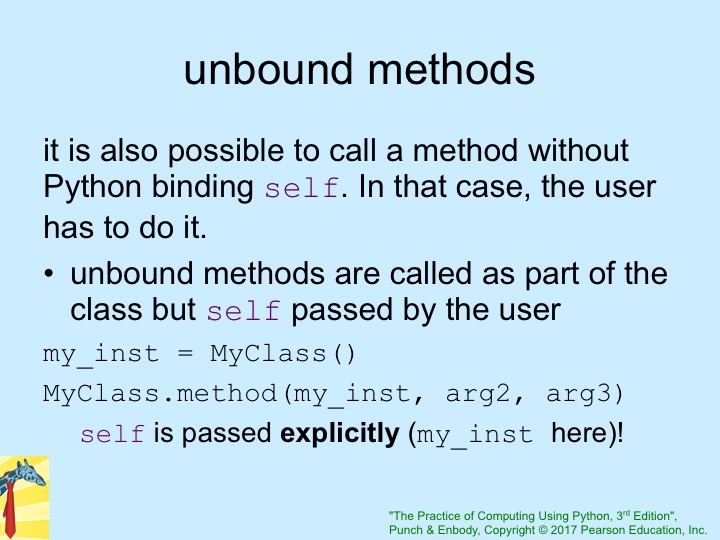 unbound methods
it is also possible to call a method without
Python binding self. In that case, the user
has to do it.
• unbound methods are called as part of the
class but self passed by the user
my_inst = MyClass()
MyClass.method(my_inst, arg2, arg3)
self is passed explicitly (my_inst here)!
"The Practice of Computing Using Python, 3rd Edition",
Punch & Enbody, Copyright © 2017 Pearson Education, Inc.